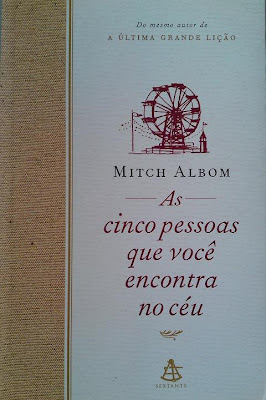 Do mesmo autor de
A ÚLTIMA GRANDE LIÇÃO
MITCH ALBOM
As
cinco pessoas
que você
encontra
no céu
SEXTANTE